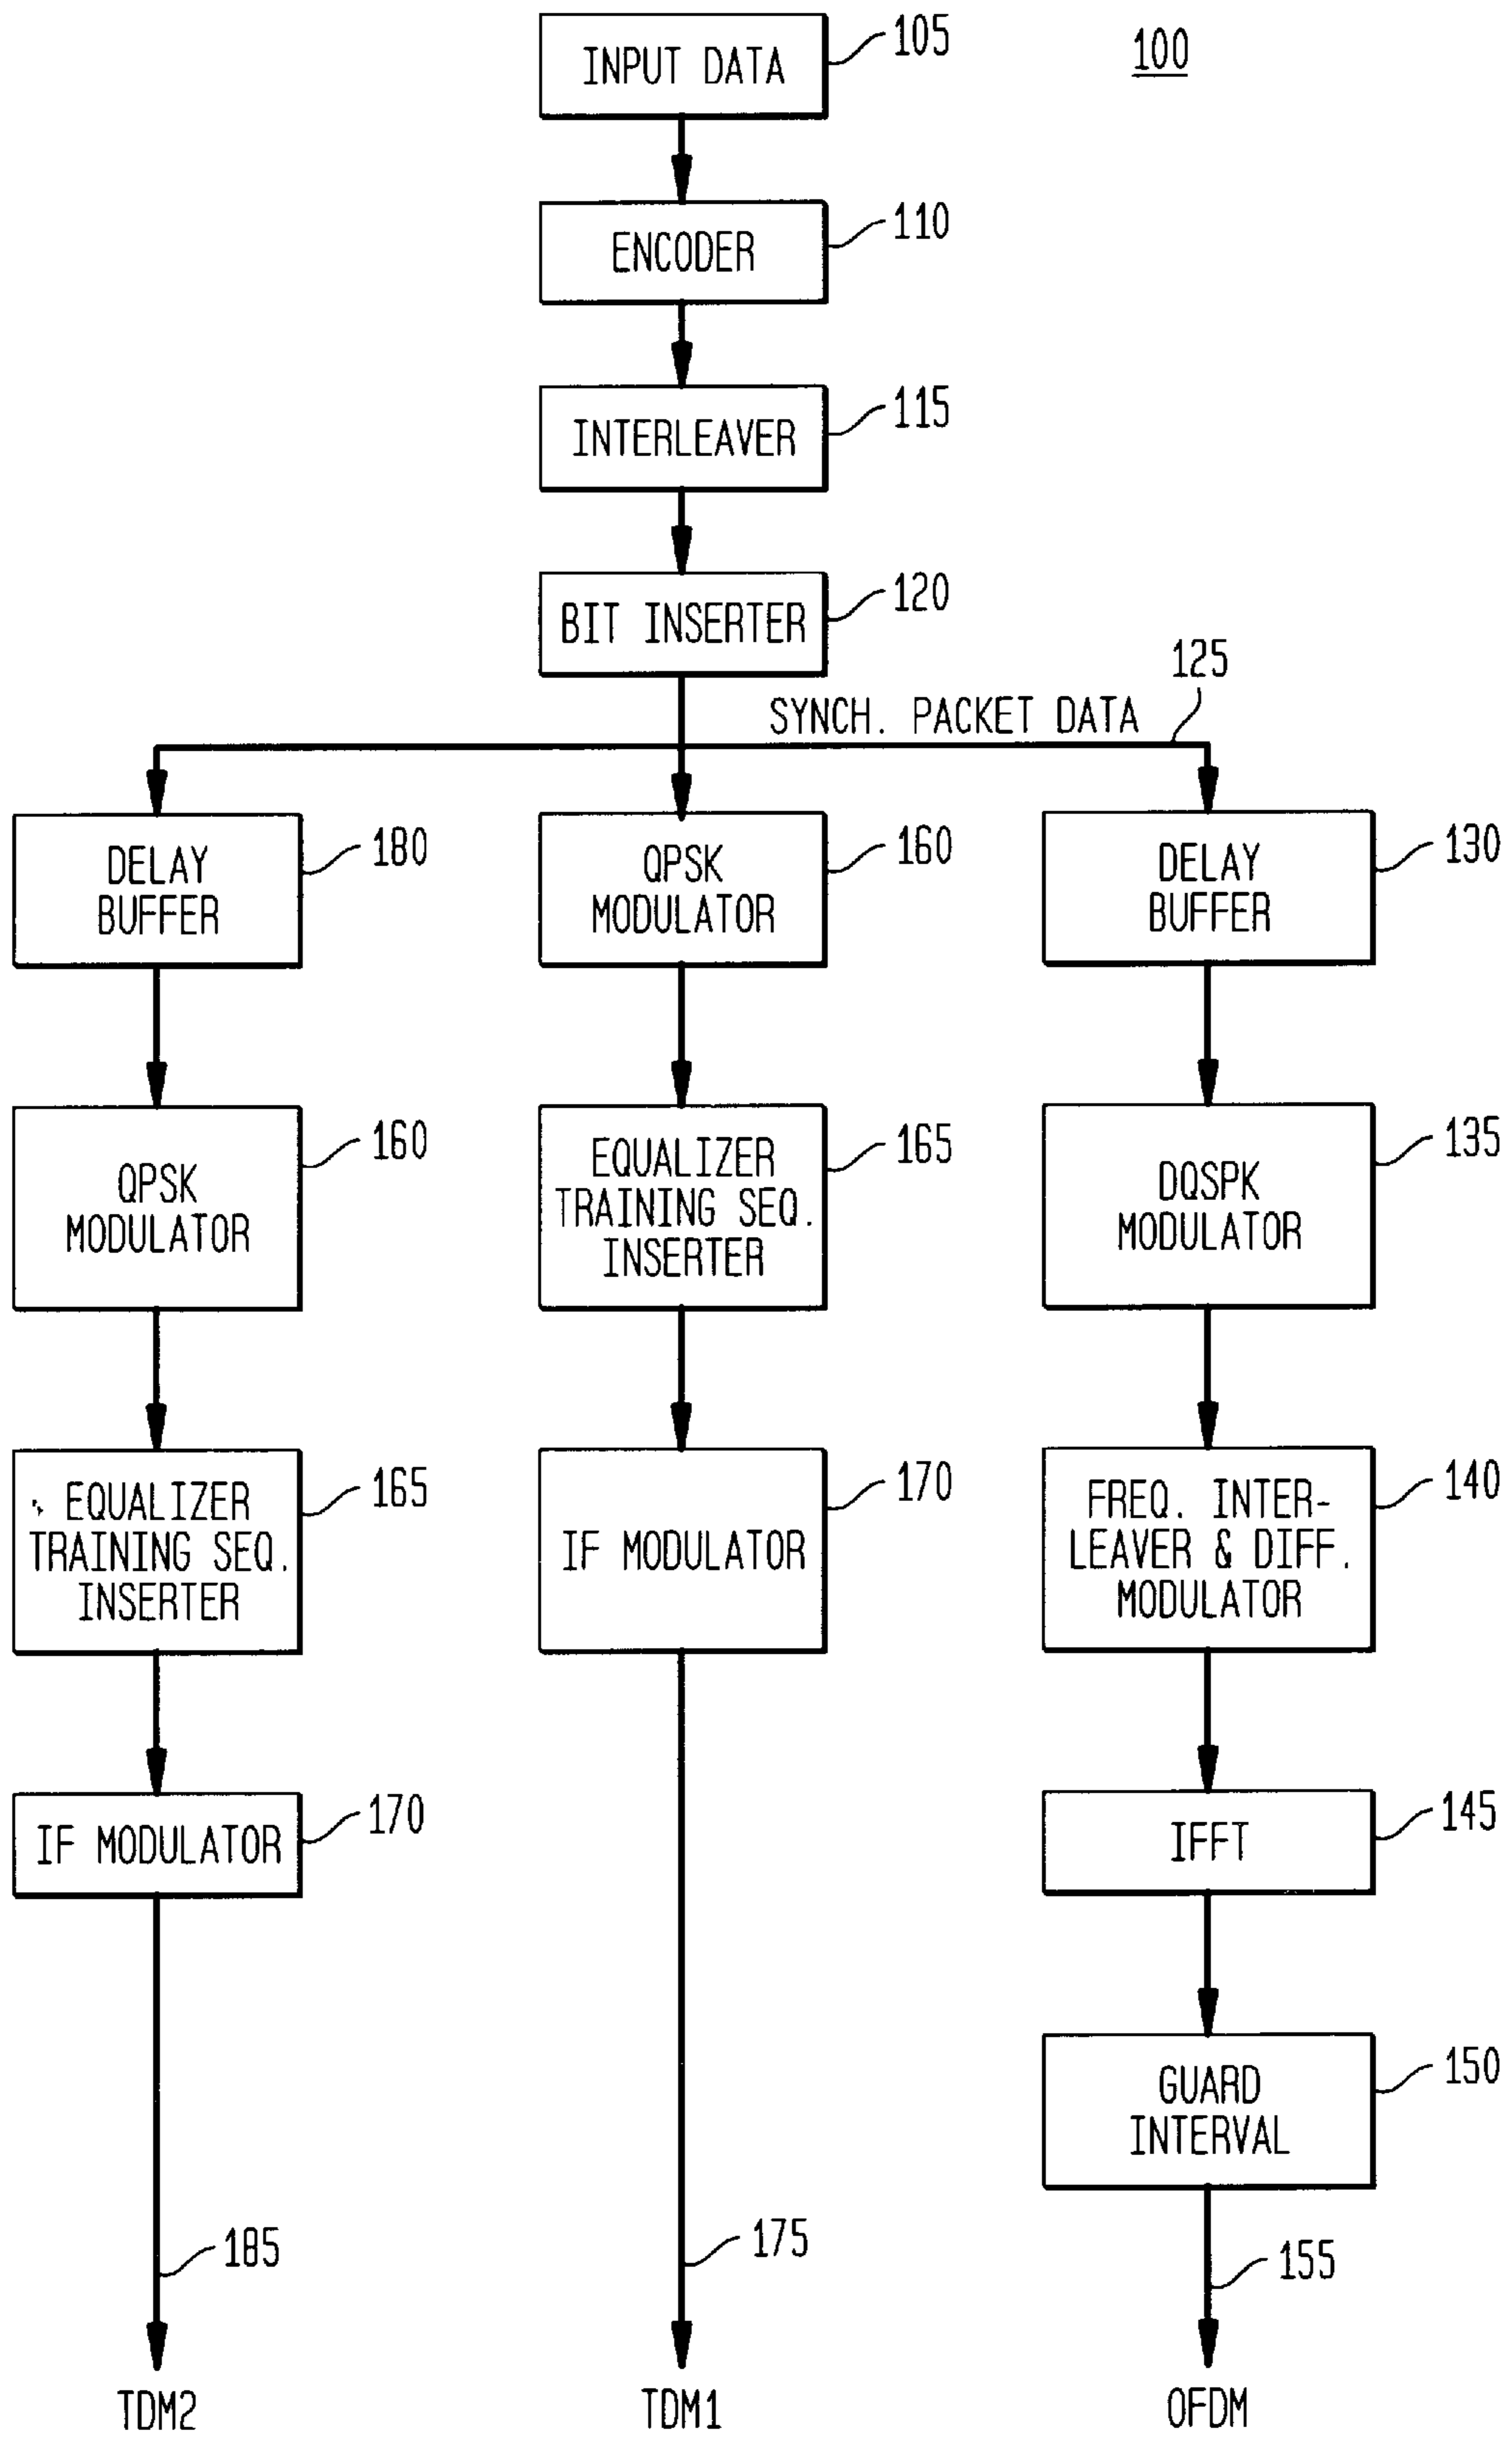 100
INPUT DATA
105
ENCODER
110
INTERLEAVER
115
BIT INSERTER
120
SYNCH. PACKET DATA
125
DELAY
BUFFER
180
QPSK
MODULATOR
160
EQUALIZER
TRAINING SEQ.
INSERTER
165
IF MODULATOR
170
185
TDM2
QPSK
MODULATOR
160
EQUALIZER
TRAINING SEQ.
INSERTER
165
IF MODULATOR
170
175
TDM1
DELAY
BUFFER
130
DQSPK
MODULATOR
135
FREQ. INTER-
LEAVER & DIFF.
MODULATOR
140
IFFT
145
GUARD
INTERVAL
150
155
OFDM